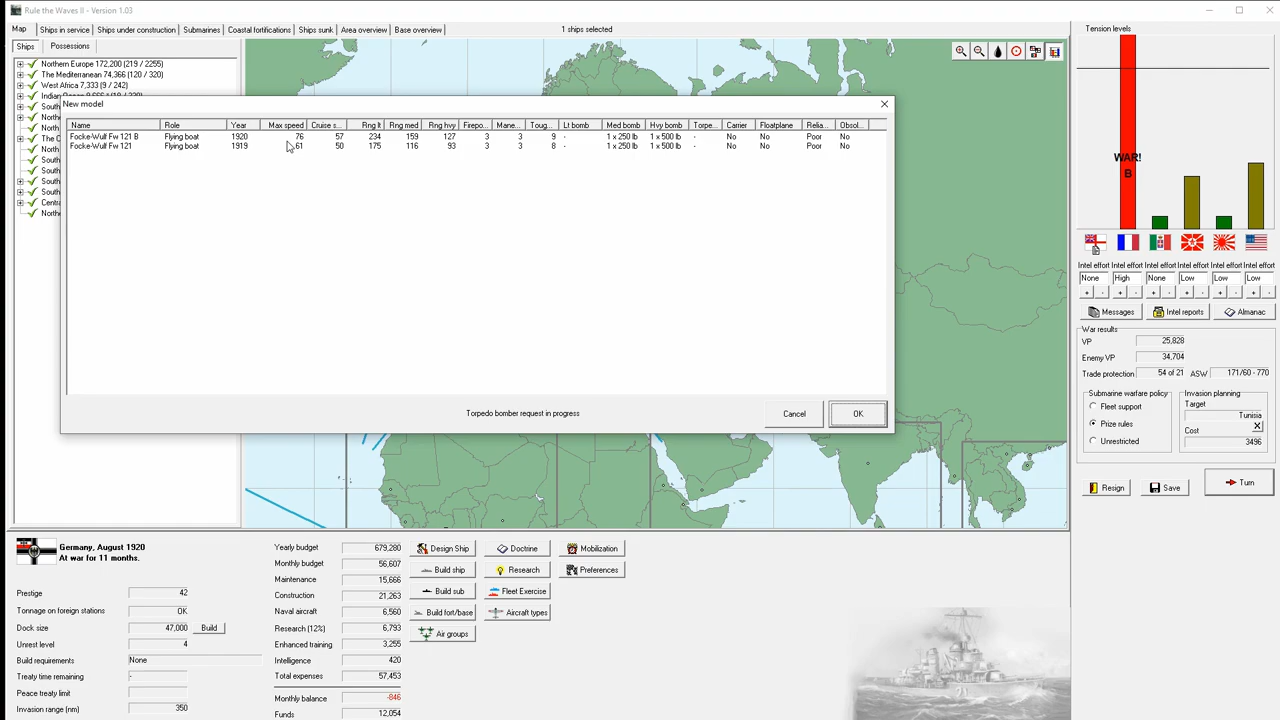 Rule the Waves II - Version 1.03
Map Ships in service Ships under construction Submarines Coastal fortifications Ships sunk Area overview Base overview 1 ships selected
Ships Possessions
Northern Europe 172,200 (219 / 2255)
The Mediterranean 74,366 (120 / 320)
West Africa 7,333 (9 / 242)
New model
Name Role Year Max speed Cruise s... Rng lt Rng med Rng hvy Firepo... Mane... Toug... Lt bomb Med bomb Hvy bomb Torpe... Carrier Floatplane Relia... Obsol...
Focke-Wulf Fw 121 B Flying boat 1920 76 57 234 159 127 3 3 9 - 1 x 250 lb 1 x 500 lb - No No Poor No
Focke-Wulf Fw 121 Flying boat 1919 61 50 175 116 93 3 3 8 - 1 x 250 lb 1 x 500 lb - No No Poor No
Torpedo bomber request in progress
Cancel OK
Tension levels
WAR!
B
Intel effort Intel effort Intel effort Intel effort Intel effort Intel effort
None High None Low Low Low
+ - + - + - + - + - + -
Messages Intel reports Almanac
War results
VP 25,828
Enemy VP 34,704
Trade protection 54 of 21 ASW 171/60 - 770
Submarine warfare policy
Fleet support
Prize rules
Unrestricted
Invasion planning
Target
Tunisia
Cost X
3496
Resign Save Turn
Germany, August 1920
At war for 11 months.
Prestige 42
Tonnage on foreign stations OK
Dock size 47,000 Build
Unrest level 4
Build requirements None
Treaty time remaining -
Peace treaty limit
Invasion range (nm) 350
Yearly budget 679,280
Monthly budget 56,607
Maintenance 15,666
Construction 21,263
Naval aircraft 6,560
Research (12%) 6,793
Enhanced training 3,255
Intelligence 420
Total expenses 57,453
Monthly balance -846
Funds 12,054
Design Ship Doctrine Mobilization
Build ship Research Preferences
Build sub Fleet Exercise
Build fort/base Aircraft types
Air groups